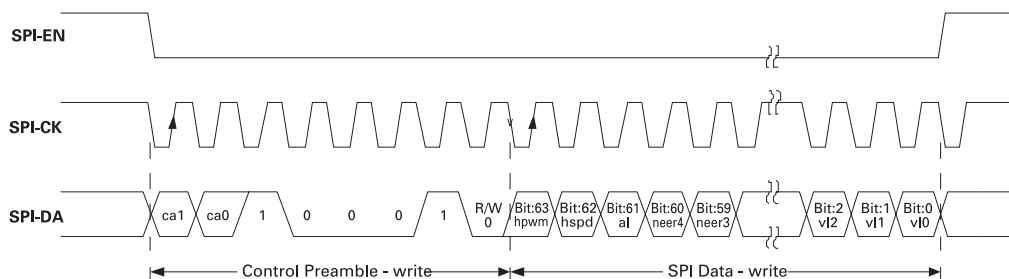 SPI-EN
SPI-CK
SPI-DA
ca1 ca0 1 0 0 0 1 R/W 0 Bit:63 hpwm Bit:62 hspd Bit:61 al Bit:60 neer4 Bit:59 neer3 Bit:2 vl2 Bit:1 vl1 Bit:0 vl0
Control Preamble - write SPI Data - write